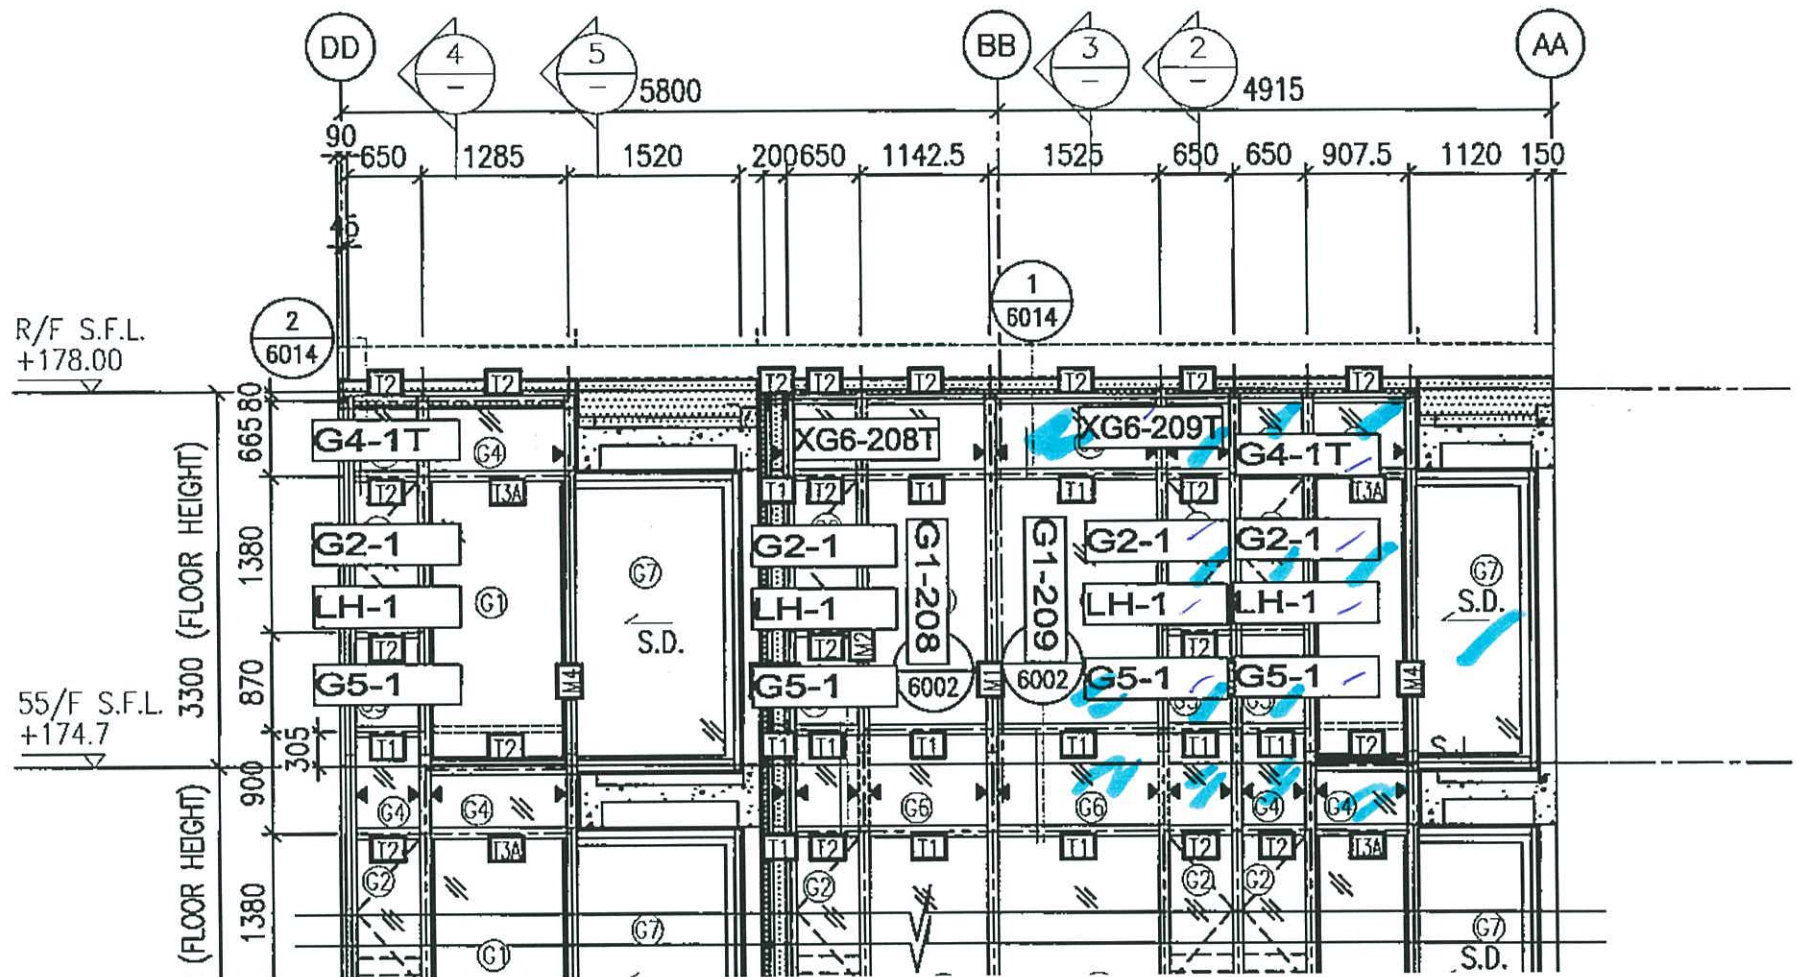 DD
4
–
5
–
5800
BB
3
–
2
–
4915
AA
90
650
1285
1520
200
650
1142.5
1525
650
650
907.5
1120
150
45
R/F S.F.L.
+178.00
2
6014
1
6014
T2
T2
T2
T2
T2
T2
T2
T2
80
665
G4-1T
G4
XG6-208T
XG6-209T
G4-1T
T2
T3A
T1
T2
T1
T1
T2
T3A
3300 (FLOOR HEIGHT)
1380
G2-1
G2-1
G1-208
G1-209
G2-1
G2-1
G7
G7
LH-1
G1
LH-1
LH-1
LH-1
S.D.
S.D.
T2
T2
M2
T2
870
G5-1
M4
G5-1
6002
M1
6002
G5-1
G5-1
M4
55/F S.F.L.
+174.7
305
T1
T2
T1
T1
T1
T1
T1
T1
T2
900
G4
G4
G6
G6
G4
G4
T2
T3A
T1
T2
T1
T1
T2
T2
T3A
(FLOOR HEIGHT)
1380
G2
G2
G2
G2
G1
G7
G7
S.D.